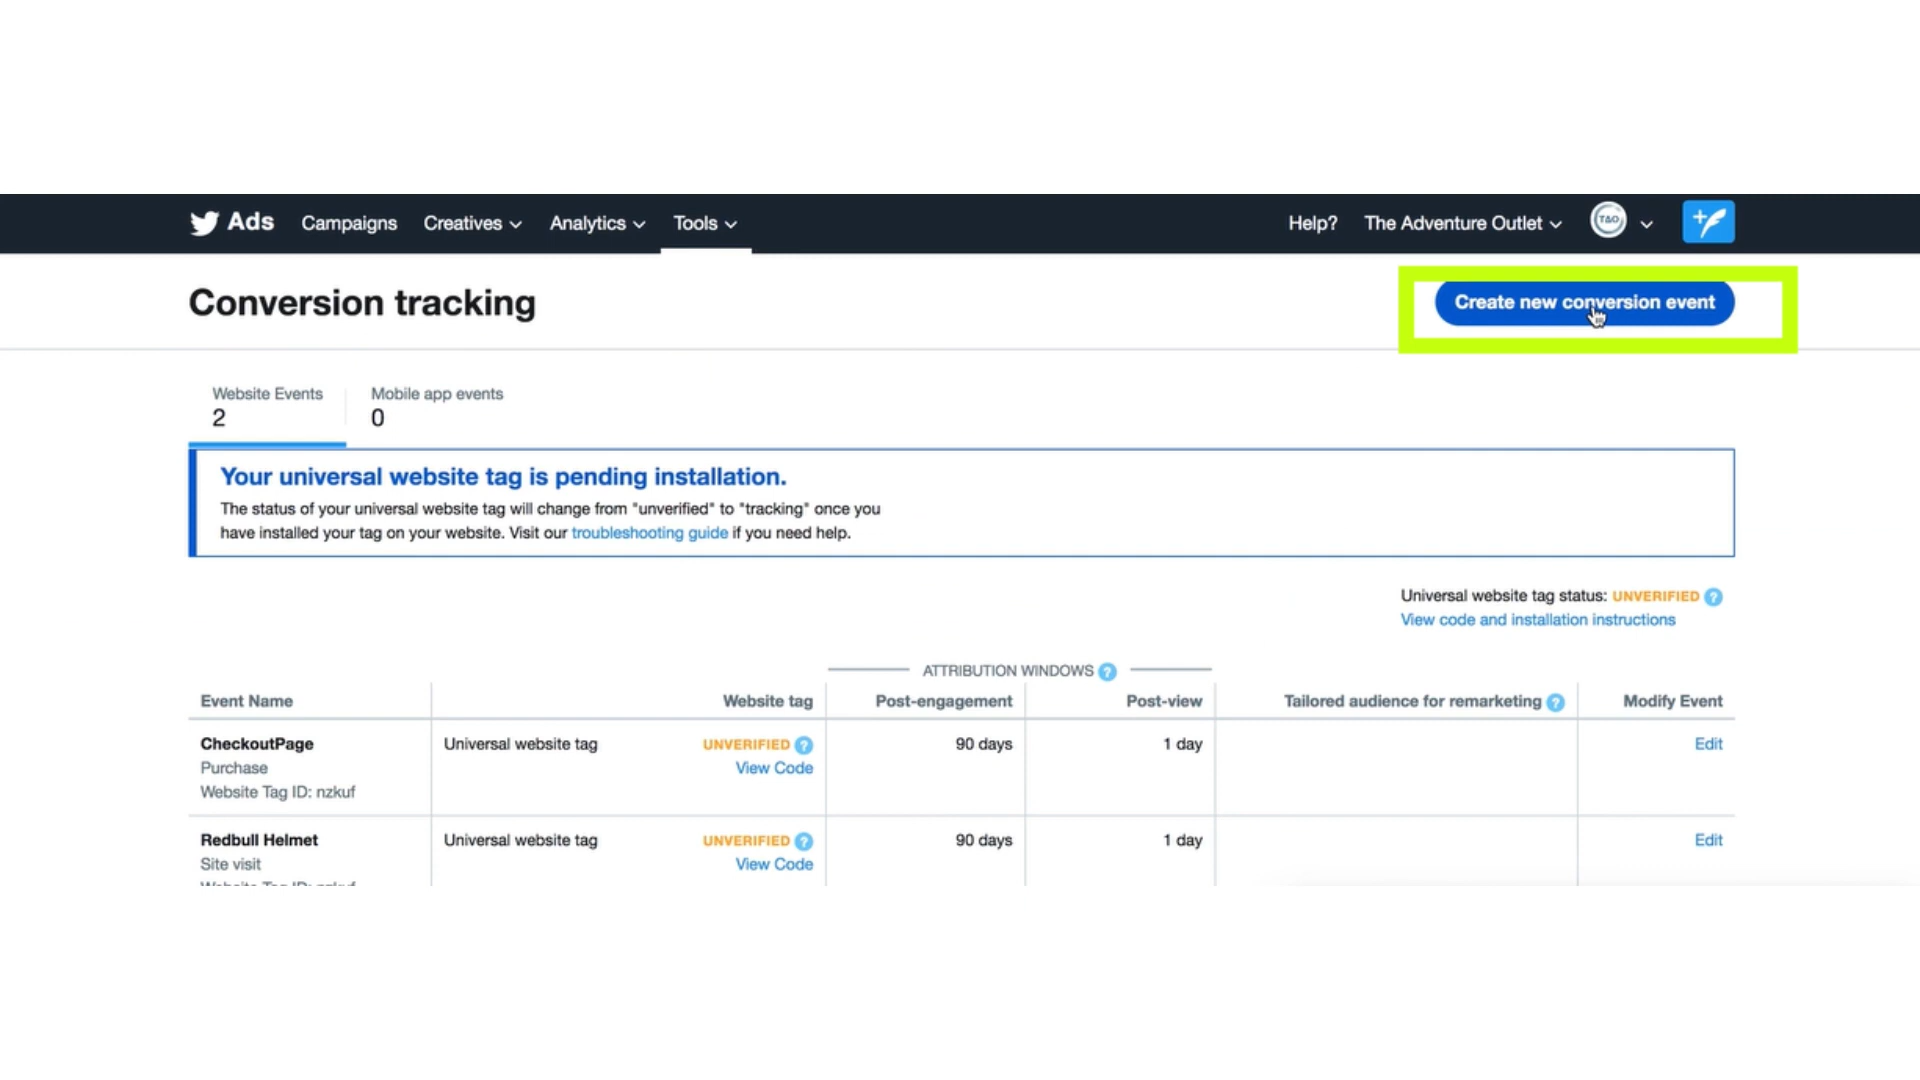 Ads Campaigns Creatives Analytics Tools Help? The Adventure Outlet T&O
Conversion tracking
Create new conversion event
Website Events Mobile app events
2 0
Your universal website tag is pending installation.
The status of your universal website tag will change from "unverified" to "tracking" once you
have installed your tag on your website. Visit our troubleshooting guide if you need help.
Universal website tag status: UNVERIFIED ?
View code and installation instructions
ATTRIBUTION WINDOWS ?
Event Name Website tag Post-engagement Post-view Tailored audience for remarketing ? Modify Event
CheckoutPage Universal website tag UNVERIFIED ? 90 days 1 day Edit
Purchase View Code
Website Tag ID: nzkuf
Redbull Helmet Universal website tag UNVERIFIED ? 90 days 1 day Edit
Site visit View Code
Website Tag ID: nzkuf